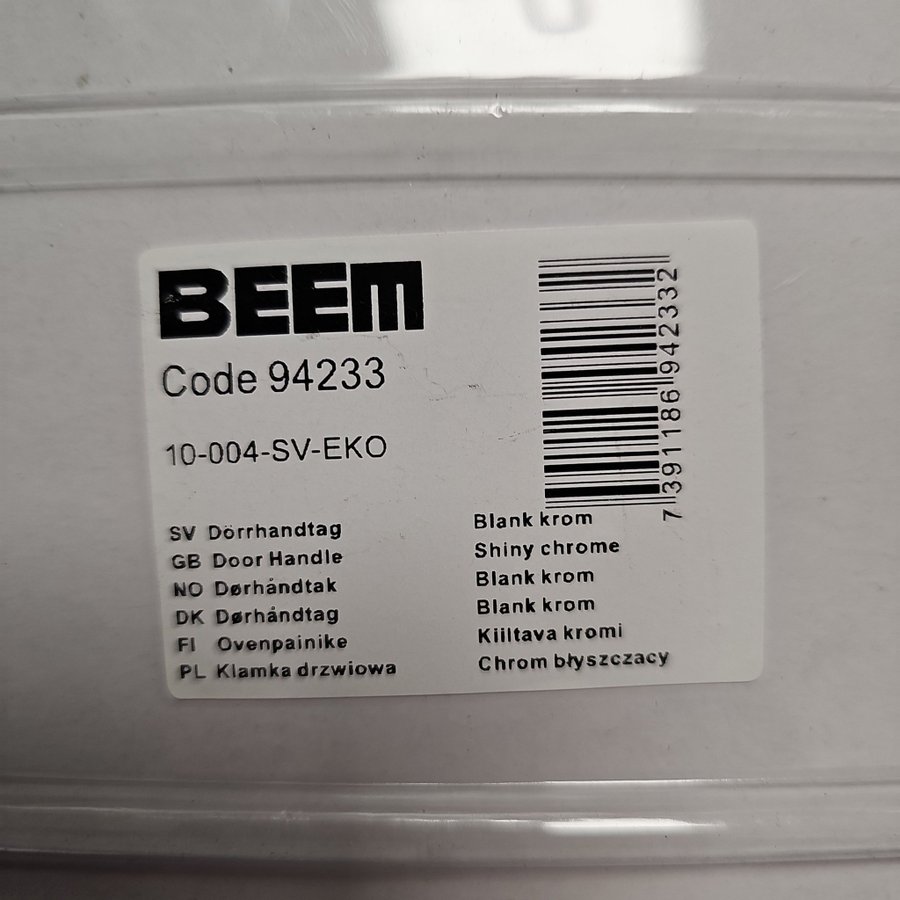 BEEM
Code 94233
10-004-SV-EKO
SV Dörrhandtag Blank krom
GB Door Handle Shiny chrome
NO Dørhåndtak Blank krom
DK Dørhåndtag Blank krom
FI Ovenpainike Kiiltava kromi
PL Klamka drzwiowa Chrom błyszczacy
7 391186 942332